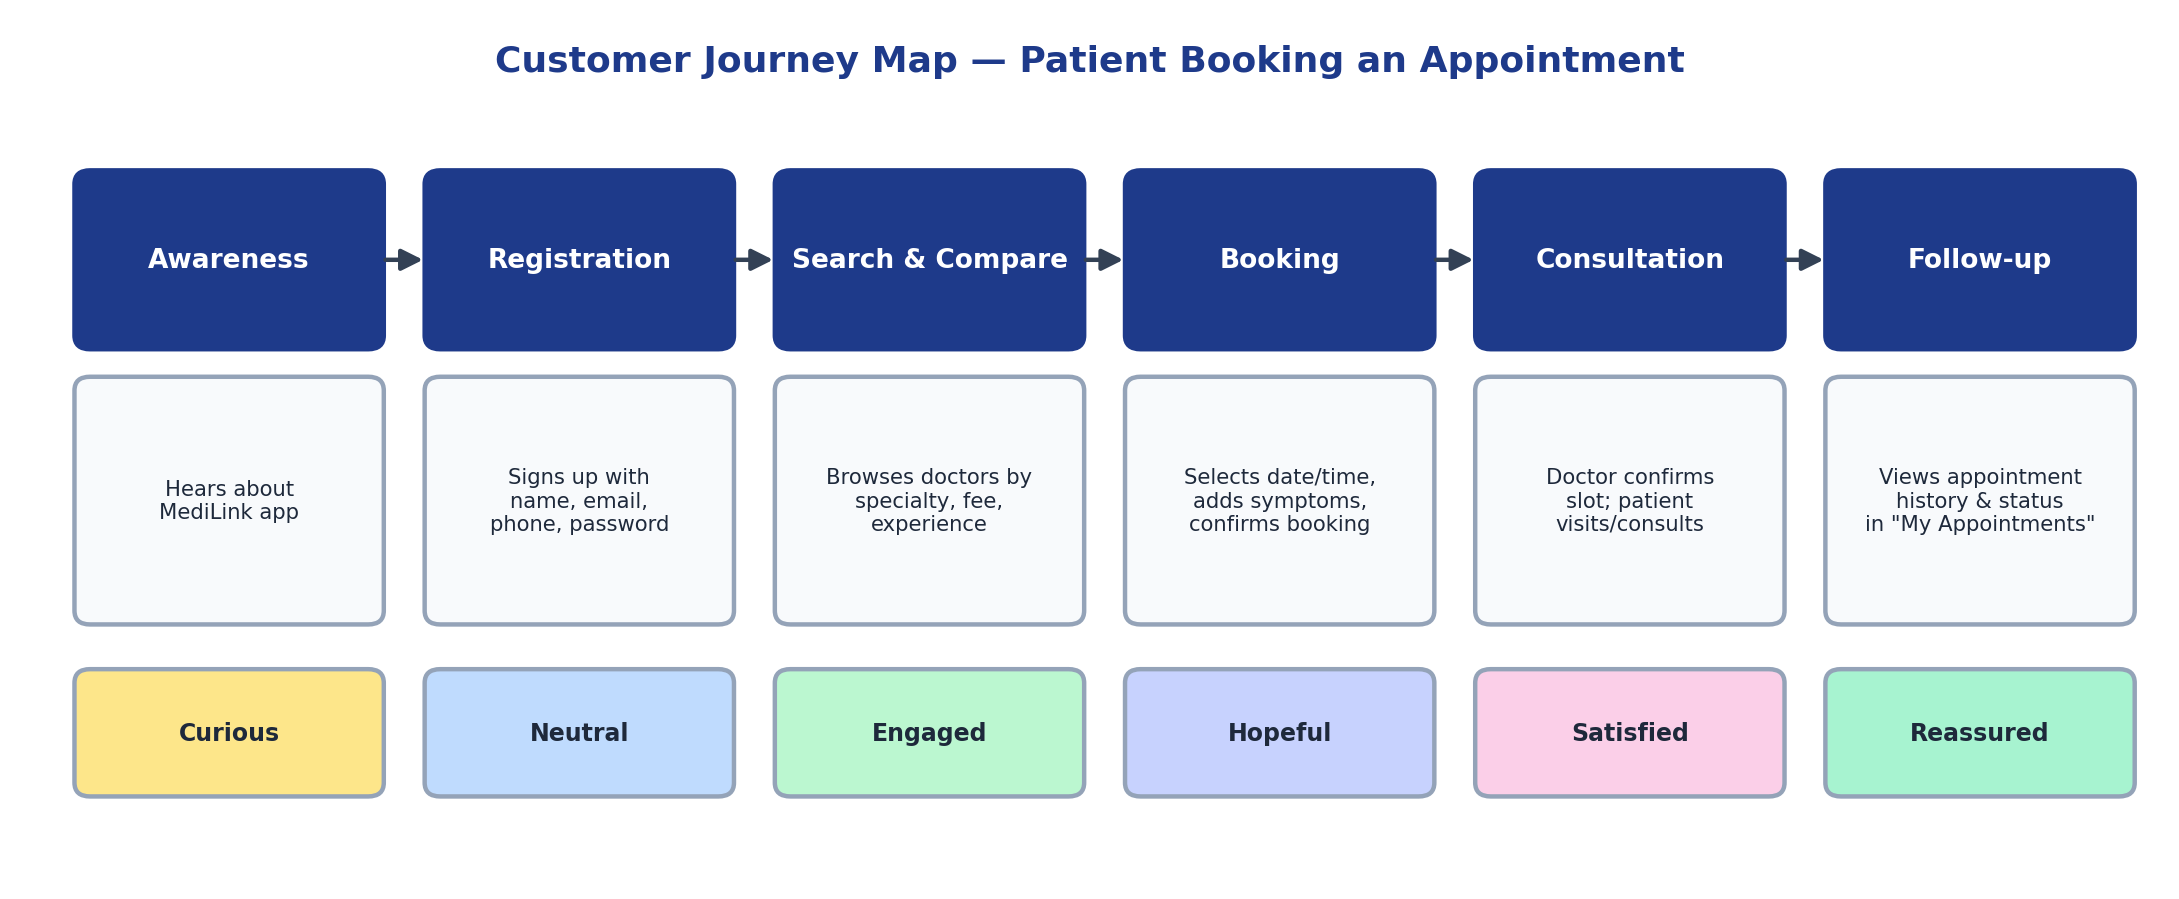 Customer Journey Map — Patient Booking an Appointment
Awareness
Registration
Search & Compare
Booking
Consultation
Follow-up
Hears about
MediLink app
Signs up with
name, email,
phone, password
Browses doctors by
specialty, fee,
experience
Selects date/time,
adds symptoms,
confirms booking
Doctor confirms
slot; patient
visits/consults
Views appointment
history & status
in "My Appointments"
Curious
Neutral
Engaged
Hopeful
Satisfied
Reassured